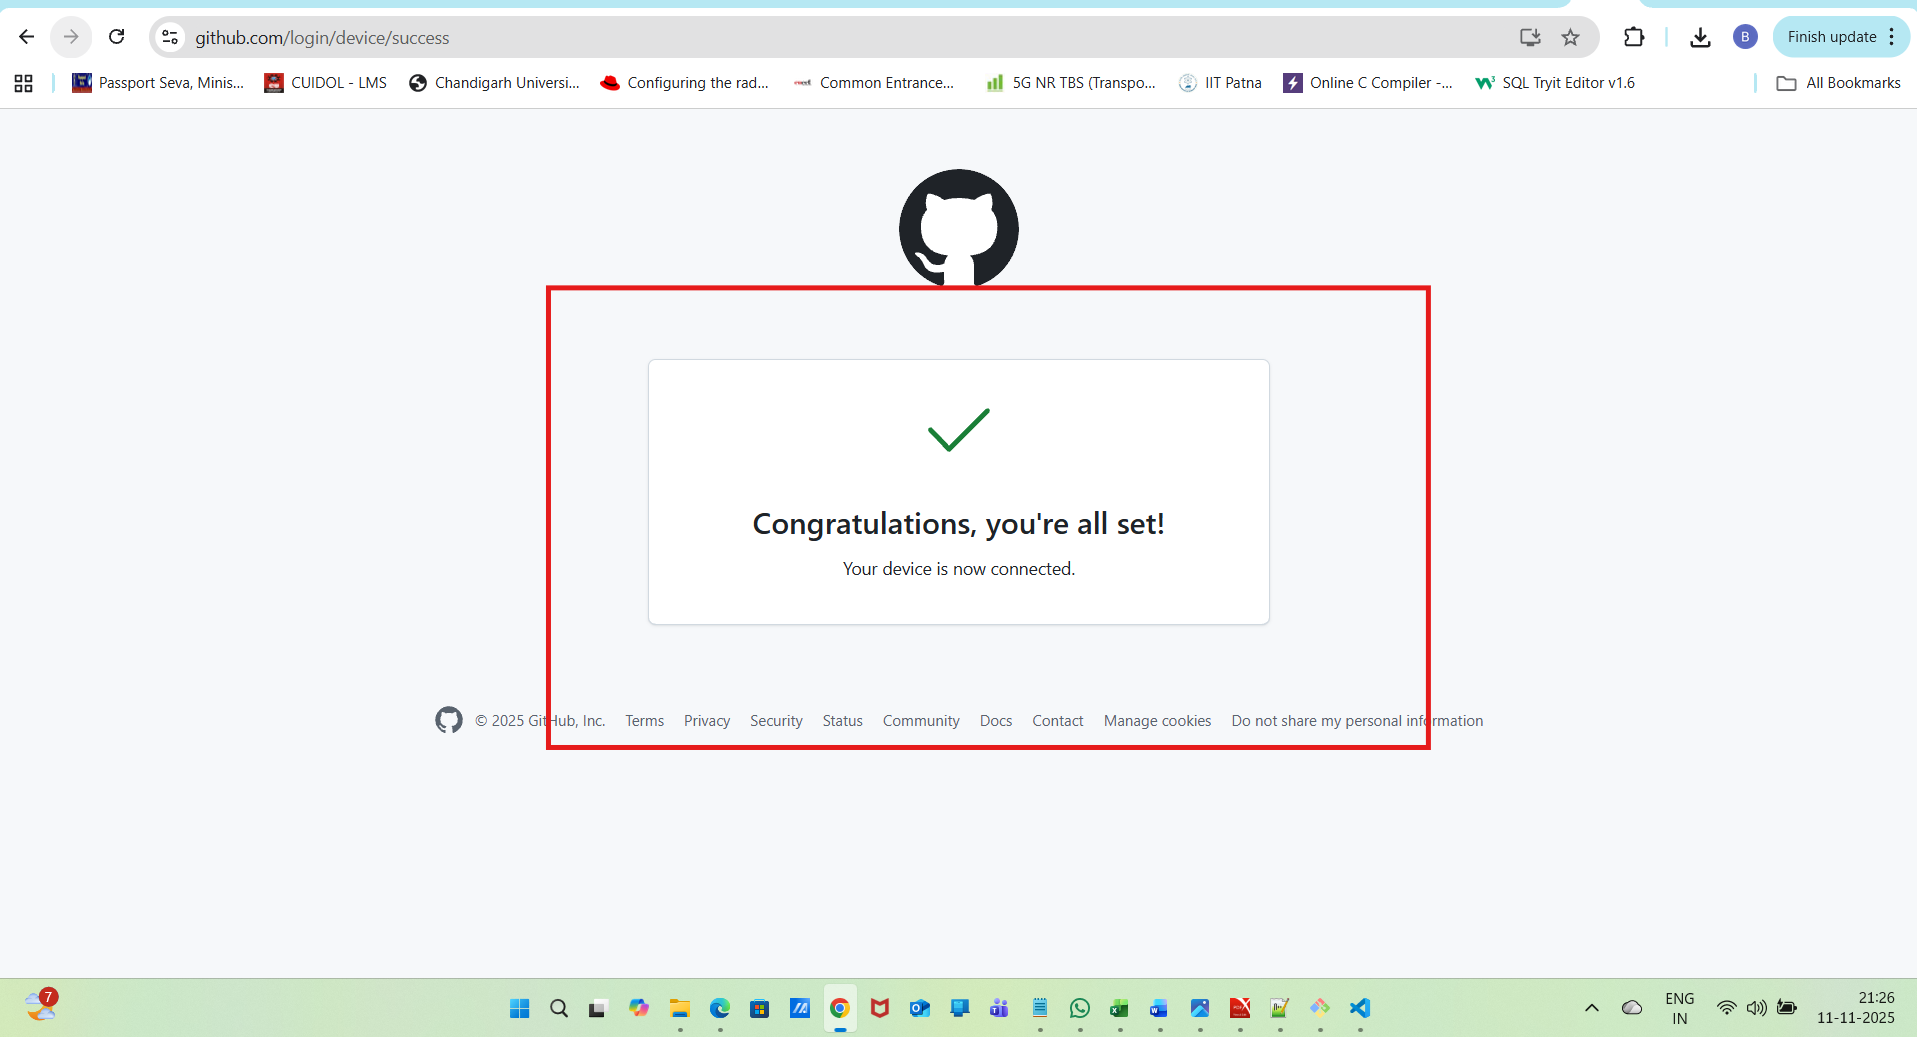 github.com/login/device/success
B
Finish update
Passport Seva, Minis...
CUIDOL - LMS
Chandigarh Universi...
Configuring the rad...
Common Entrance...
5G NR TBS (Transpo...
IIT Patna
Online C Compiler -...
SQL Tryit Editor v1.6
All Bookmarks
Congratulations, you're all set!
Your device is now connected.
© 2025 GitHub, Inc.
Terms
Privacy
Security
Status
Community
Docs
Contact
Manage cookies
Do not share my personal information
7
ENG
IN
21:26
11-11-2025